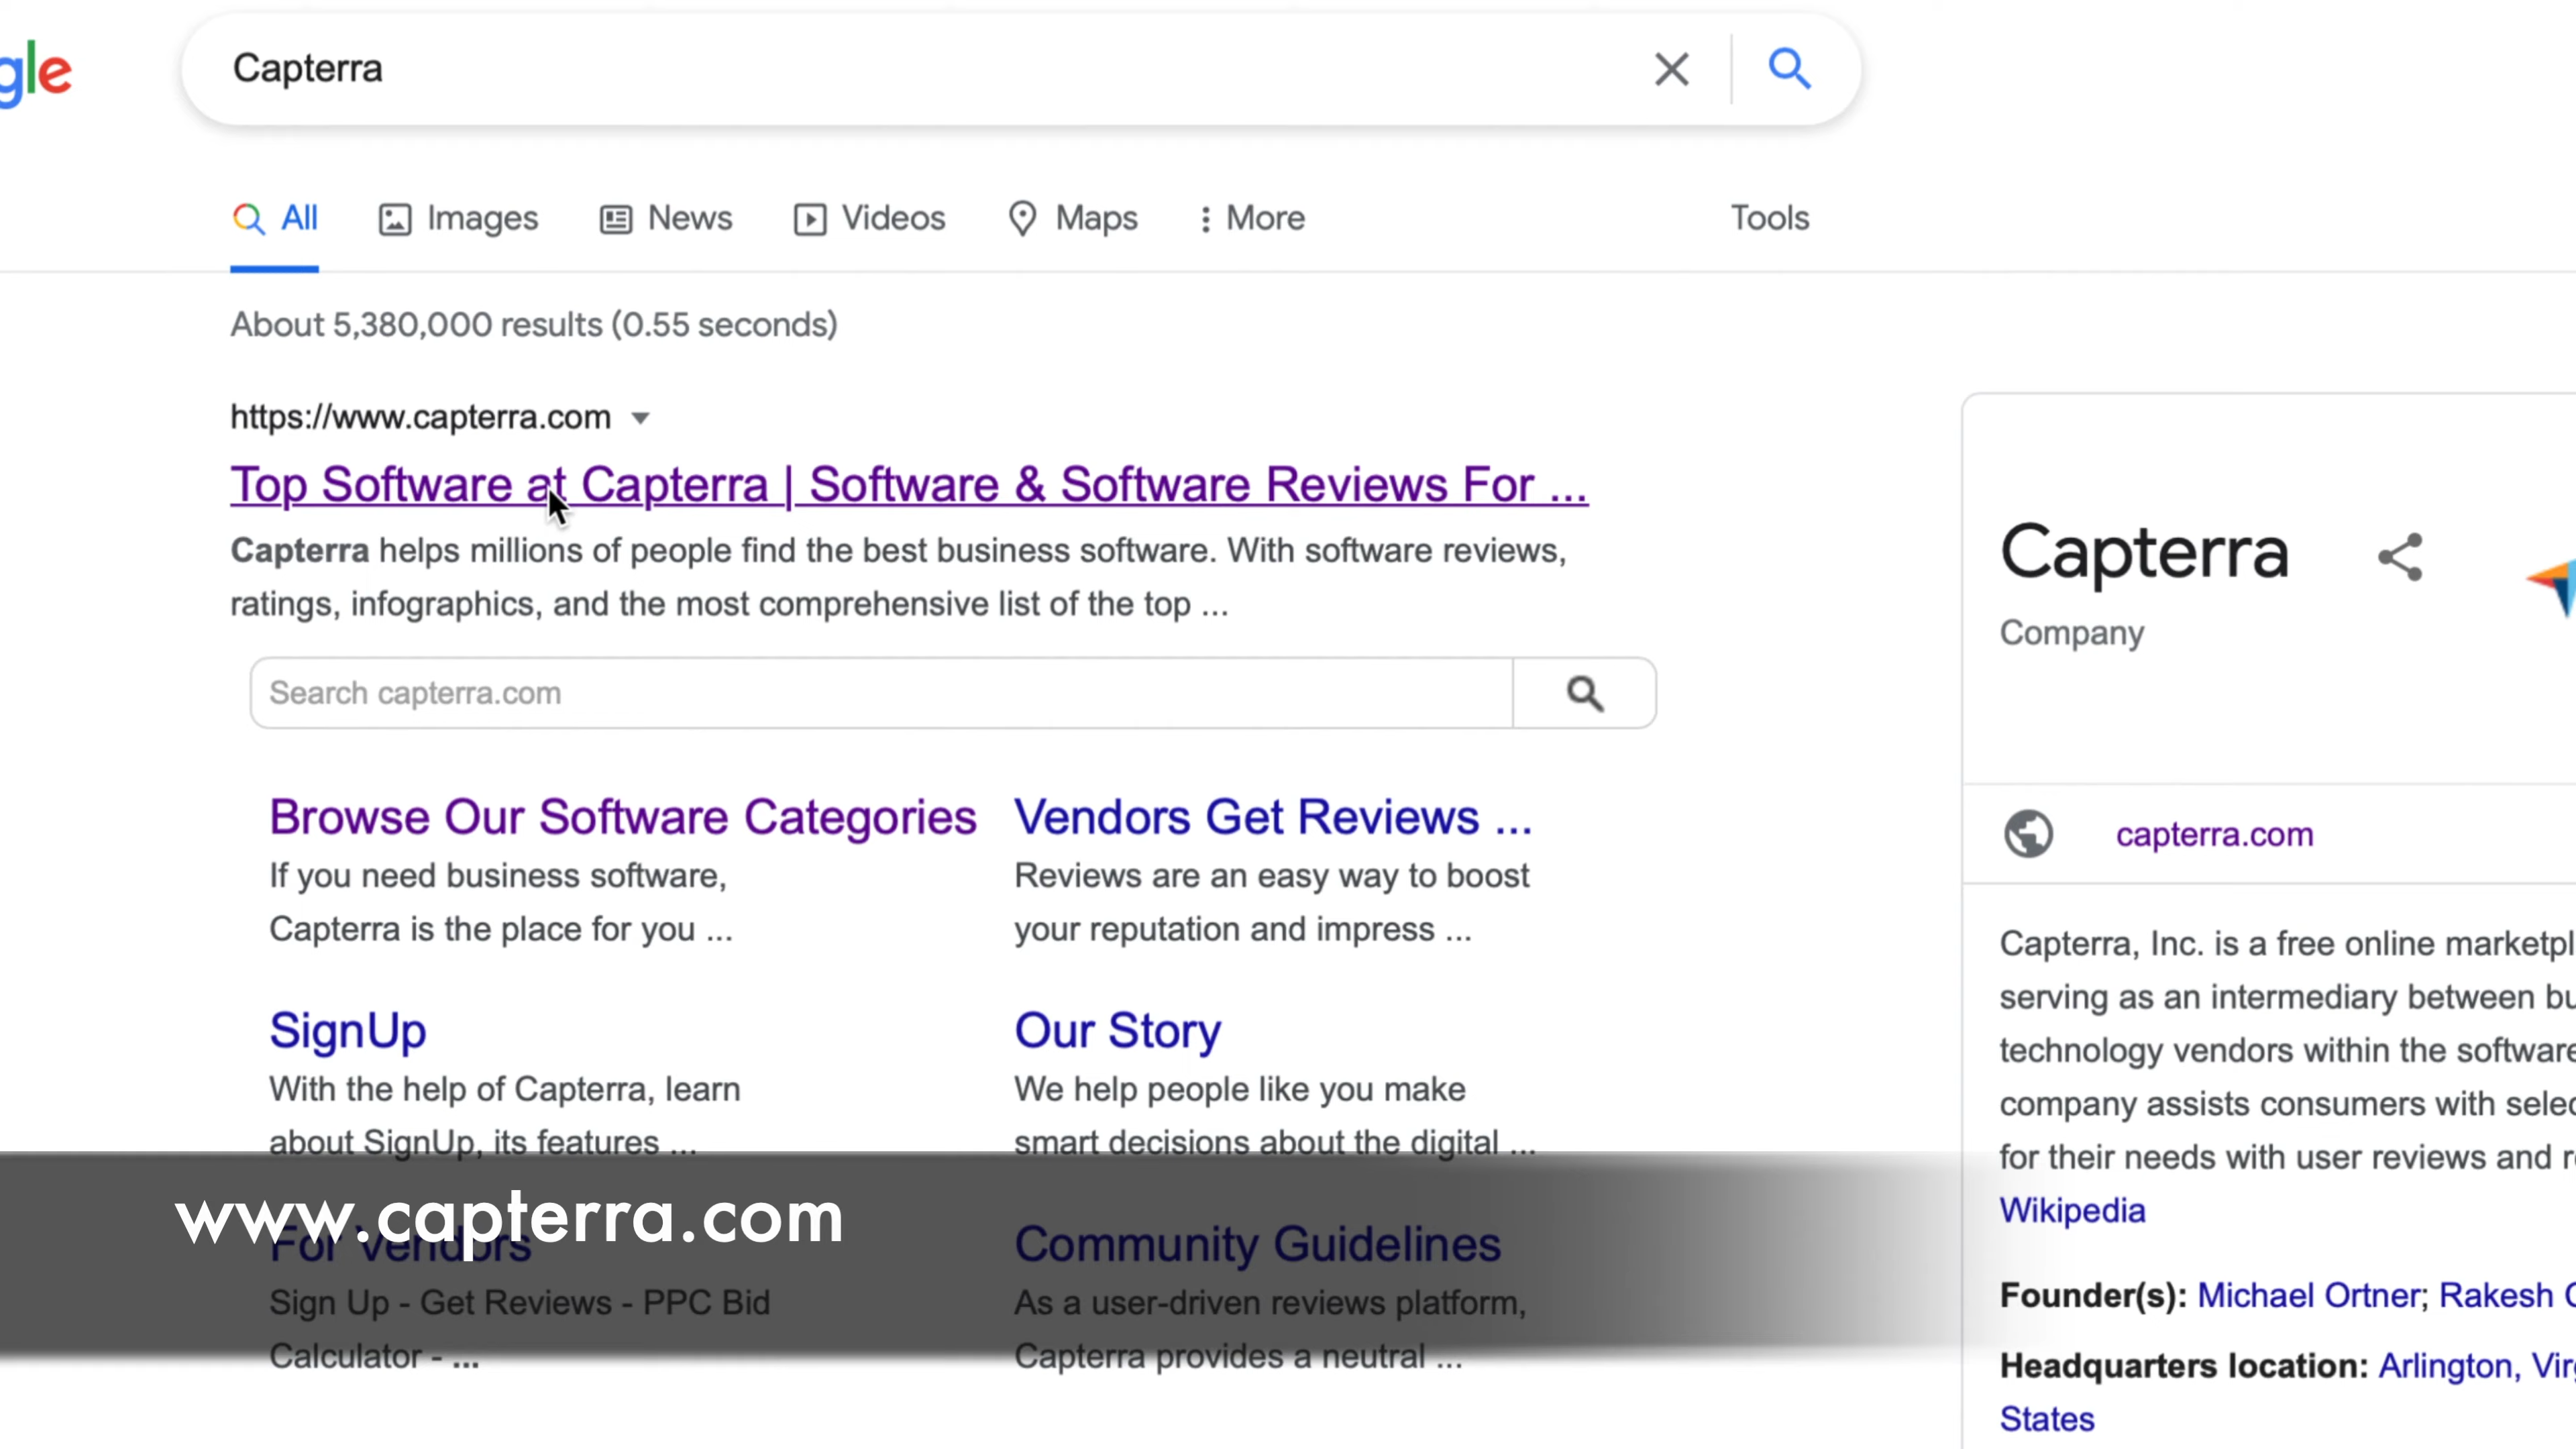 gle
Capterra
All Images News Videos Maps More Tools
About 5,380,000 results (0.55 seconds)
https://www.capterra.com
Top Software at Capterra | Software & Software Reviews For ...
Capterra helps millions of people find the best business software. With software reviews,
ratings, infographics, and the most comprehensive list of the top ...
Search capterra.com
Browse Our Software Categories
If you need business software,
Capterra is the place for you ...
Vendors Get Reviews ...
Reviews are an easy way to boost
your reputation and impress ...
SignUp
With the help of Capterra, learn
about SignUp, its features ...
Our Story
We help people like you make
smart decisions about the digital ...
www.capterra.com
For Vendors
Sign Up - Get Reviews - PPC Bid
Calculator - ...
Community Guidelines
As a user-driven reviews platform,
Capterra provides a neutral ...
Capterra
Company
capterra.com
Capterra, Inc. is a free online marketpl
serving as an intermediary between bu
technology vendors within the software
company assists consumers with selec
for their needs with user reviews and r
Wikipedia
Founder(s): Michael Ortner; Rakesh
Headquarters location: Arlington, Vir
States